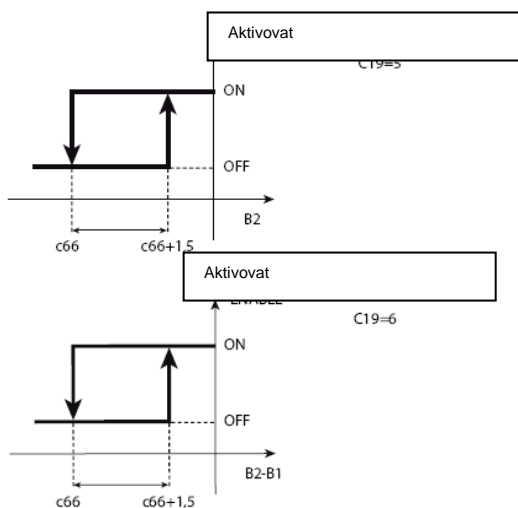 Aktivovat
C19=5
ON
OFF
B2
c66
c66+1,5
Aktivovat
ENABLE
C19=6
ON
OFF
B2-B1
c66
c66+1,5